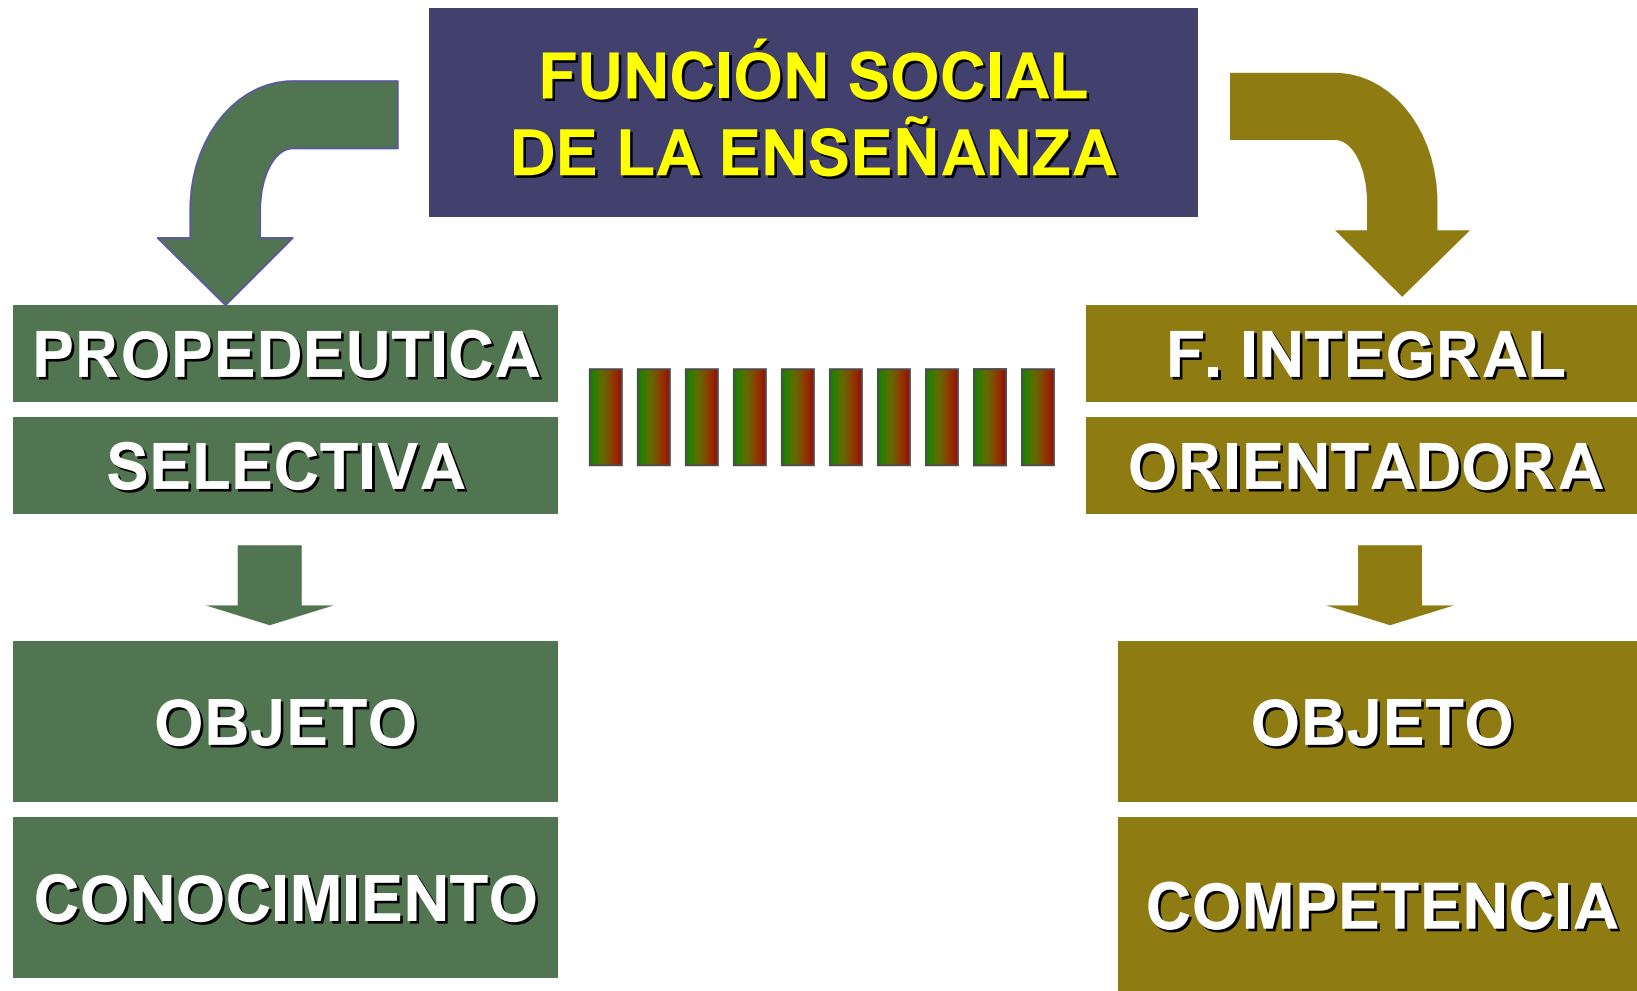 FUNCIÓN SOCIAL
DE LA ENSEÑANZA
PROPEDEUTICA
SELECTIVA
OBJETO
CONOCIMIENTO
F. INTEGRAL
ORIENTADORA
OBJETO
COMPETENCIA